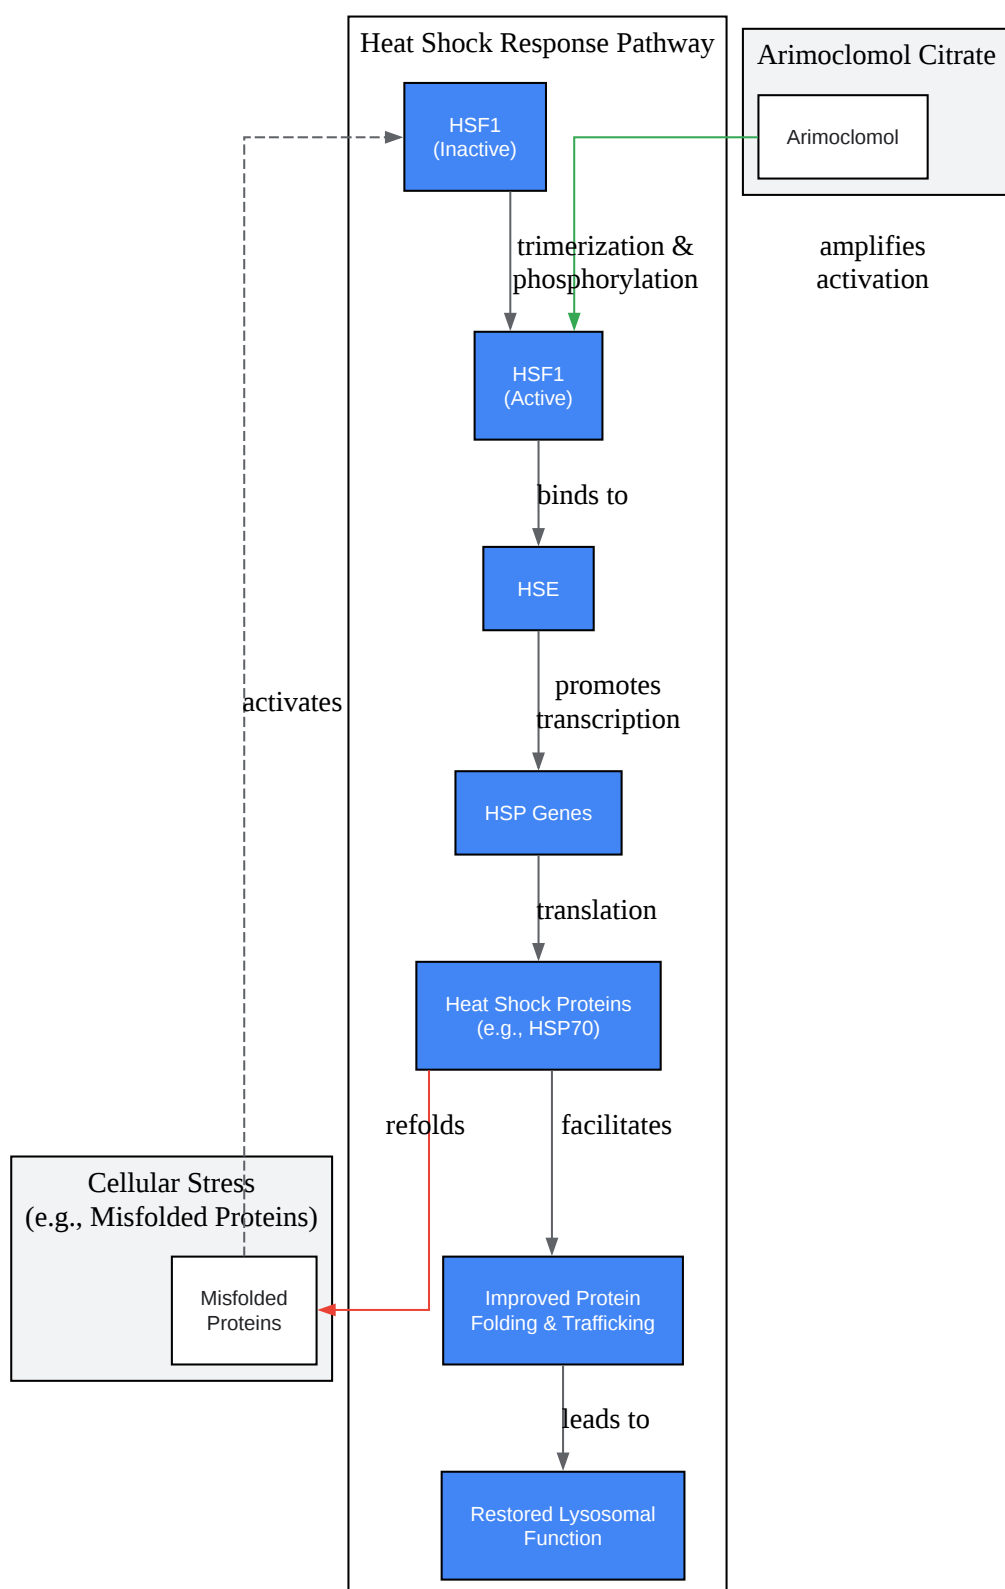 Heat Shock Response Pathway
Arimoclomol Citrate
HSF1
(Inactive)
Arimoclomol
trimerization &
phosphorylation
amplifies
activation
HSF1
(Active)
binds to
HSE
activates
promotes
transcription
HSP Genes
translation
Heat Shock Proteins
(e.g., HSP70)
refolds
facilitates
Cellular Stress
(e.g., Misfolded Proteins)
Misfolded
Proteins
Improved Protein
Folding & Trafficking
leads to
Restored Lysosomal
Function